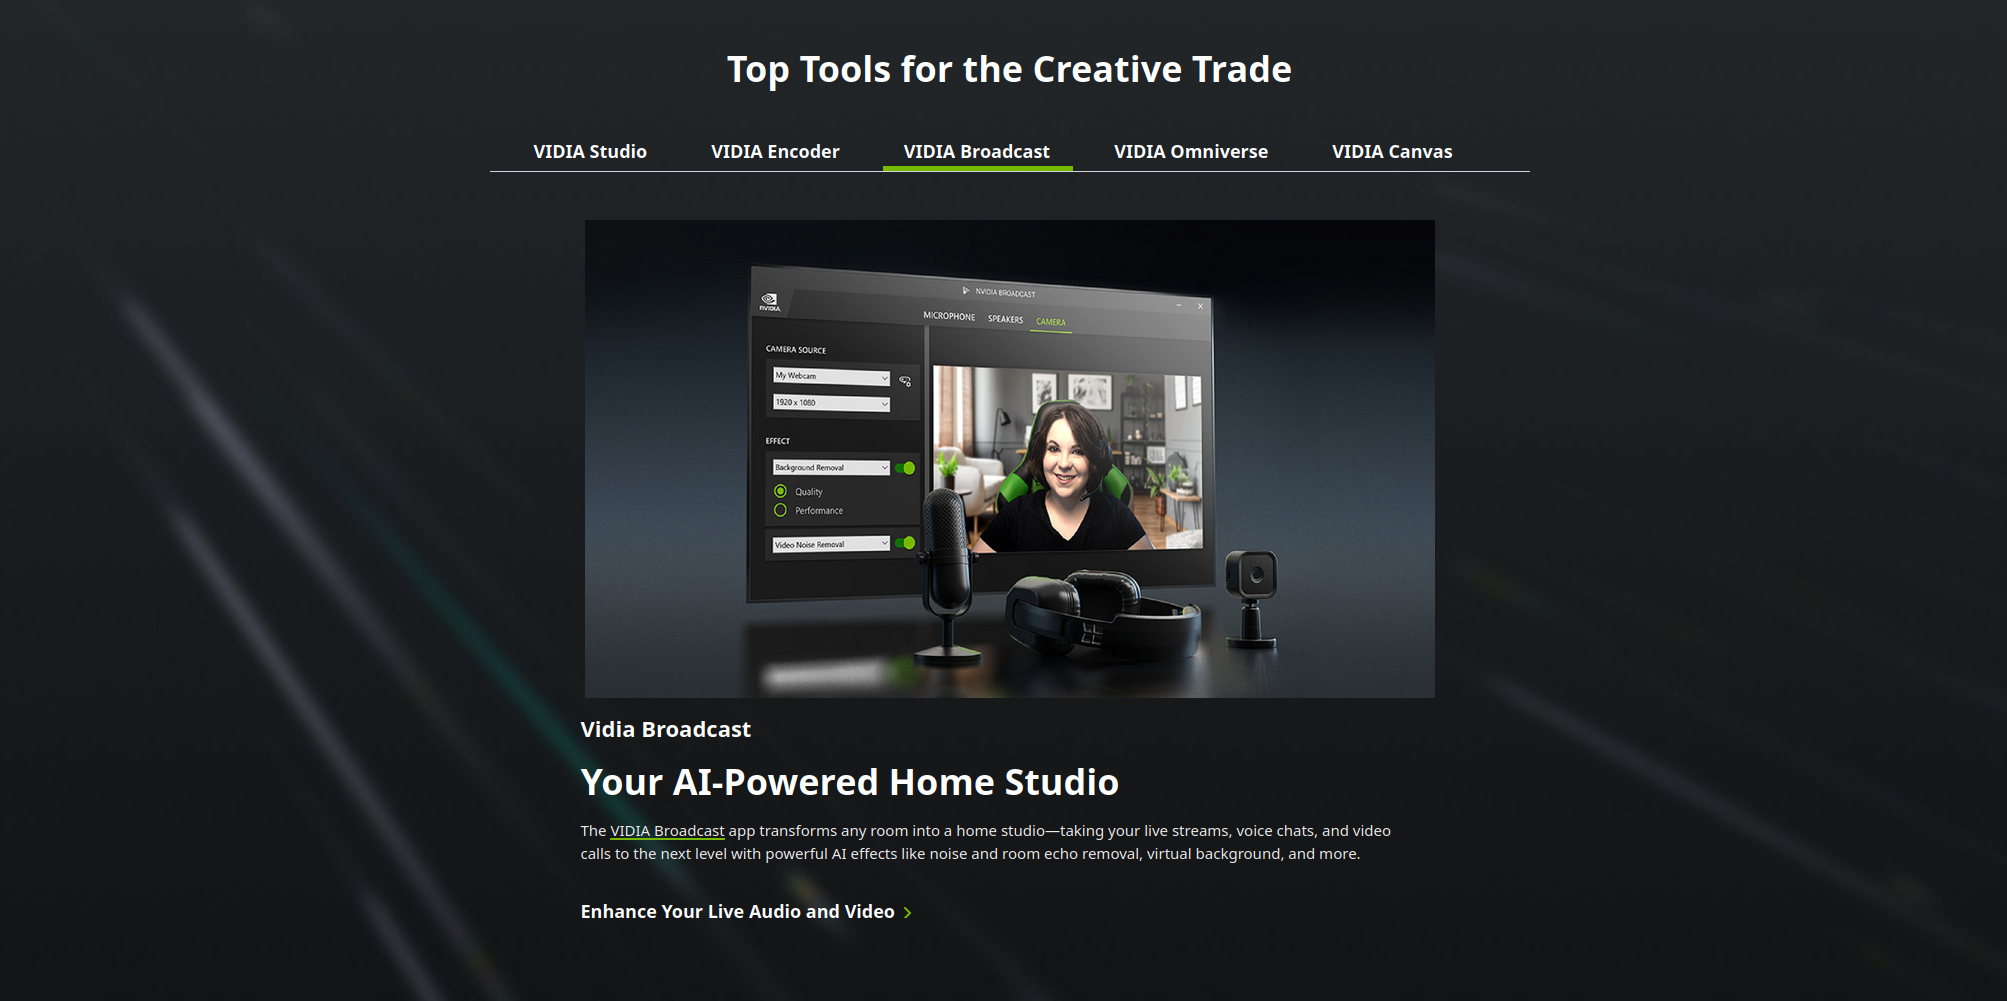 Top Tools for the Creative Trade
VIDIA Studio
VIDIA Encoder
VIDIA Broadcast
VIDIA Omniverse
VIDIA Canvas
NVIDIA BROADCAST
NVIDIA.
MICROPHONE
SPEAKERS
CAMERA
CAMERA SOURCE
My Webcam
1920 x 1080
EFFECT
Background Removal
Quality
Performance
Video Noise Removal
Vidia Broadcast
Your AI-Powered Home Studio
The VIDIA Broadcast app transforms any room into a home studio—taking your live streams, voice chats, and video
calls to the next level with powerful AI effects like noise and room echo removal, virtual background, and more.
Enhance Your Live Audio and Video